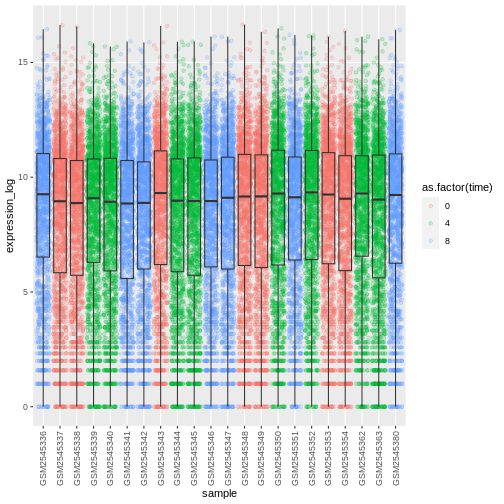 15
10
5
0
expression_log
GSM2545336
GSM2545337
GSM2545338
GSM2545339
GSM2545340
GSM2545341
GSM2545342
GSM2545343
GSM2545344
GSM2545345
GSM2545346
GSM2545347
GSM2545348
GSM2545349
GSM2545350
GSM2545351
GSM2545352
GSM2545353
GSM2545354
GSM2545362
GSM2545363
GSM2545380
sample
as.factor(time)
0
4
8